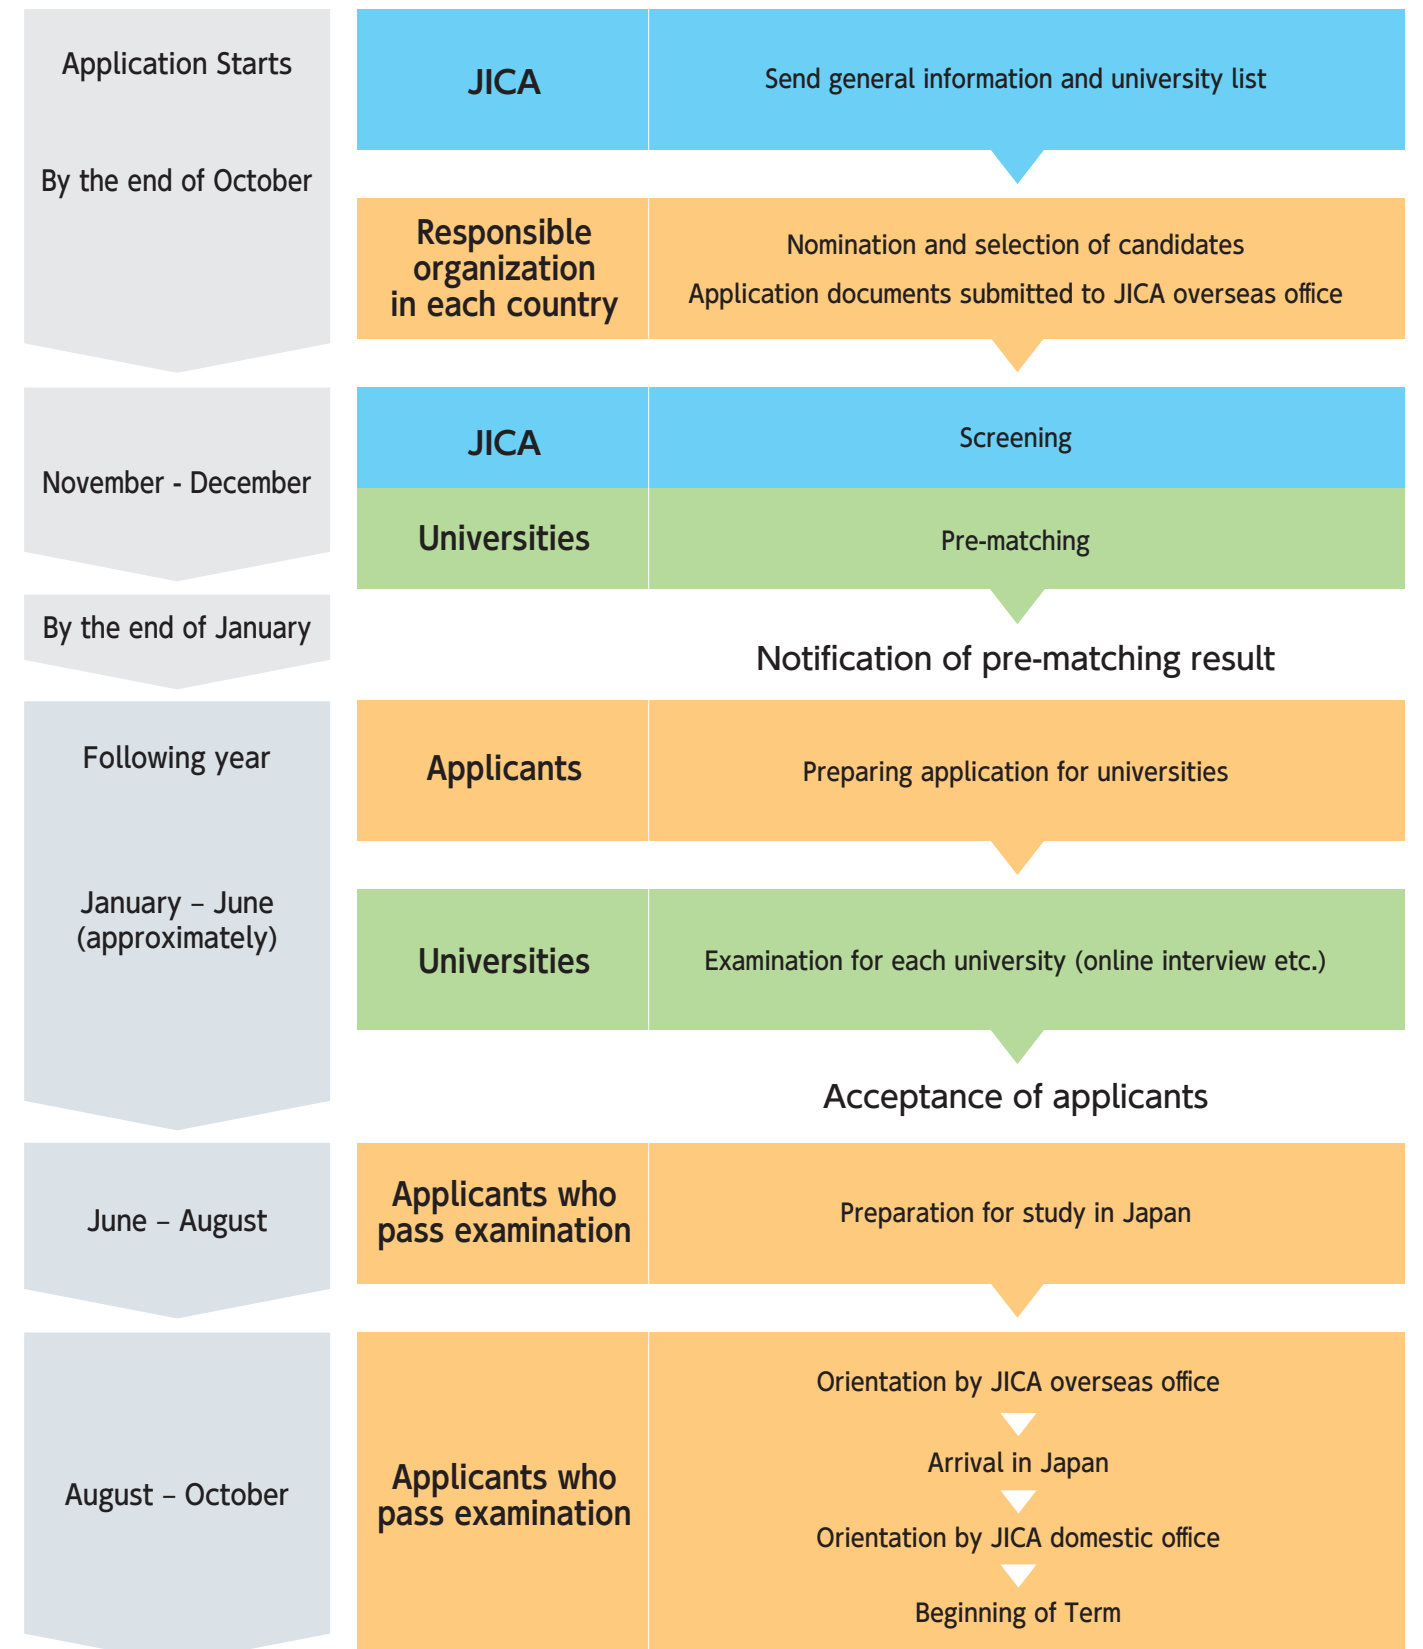 Application Starts
By the end of October
JICA
Send general information and university list
Responsible
organization
in each country
Nomination and selection of candidates
Application documents submitted to JICA overseas office
November - December
JICA
Screening
Universities
Pre-matching
By the end of January
Notification of pre-matching result
Following year
January – June
(approximately)
Applicants
Preparing application for universities
Universities
Examination for each university (online interview etc.)
Acceptance of applicants
June – August
Applicants who
pass examination
Preparation for study in Japan
August – October
Applicants who
pass examination
Orientation by JICA overseas office
Arrival in Japan
Orientation by JICA domestic office
Beginning of Term